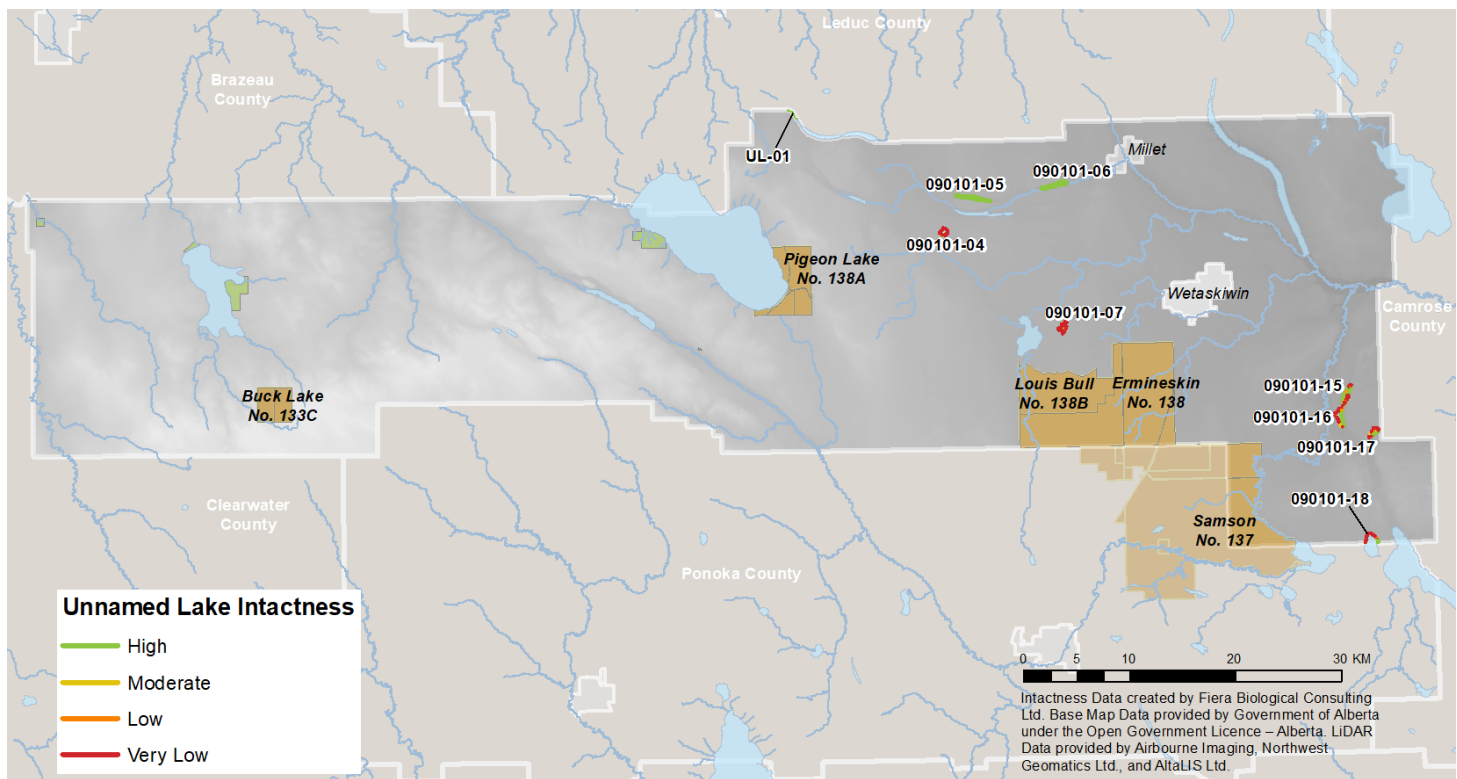 Leduc County
Brazeau
County
UL-01
Millet
090101-05
090101-06
090101-04
Pigeon Lake
No. 138A
Wetaskiwin
Camrose
County
090101-07
Buck Lake
No. 133C
Louis Bull
No. 138B
Ermineskin
No. 138
090101-15
090101-16
090101-17
090101-18
Clearwater
County
Samson
No. 137
Ponoka County
Unnamed Lake Intactness
High
Moderate
Low
Very Low
0 5 10 20 30 KM
Intactness Data created by Fiera Biological Consulting
Ltd. Base Map Data provided by Government of Alberta
under the Open Government Licence – Alberta. LiDAR
Data provided by Airbourne Imaging, Northwest
Geomatics Ltd., and AltaLIS Ltd.